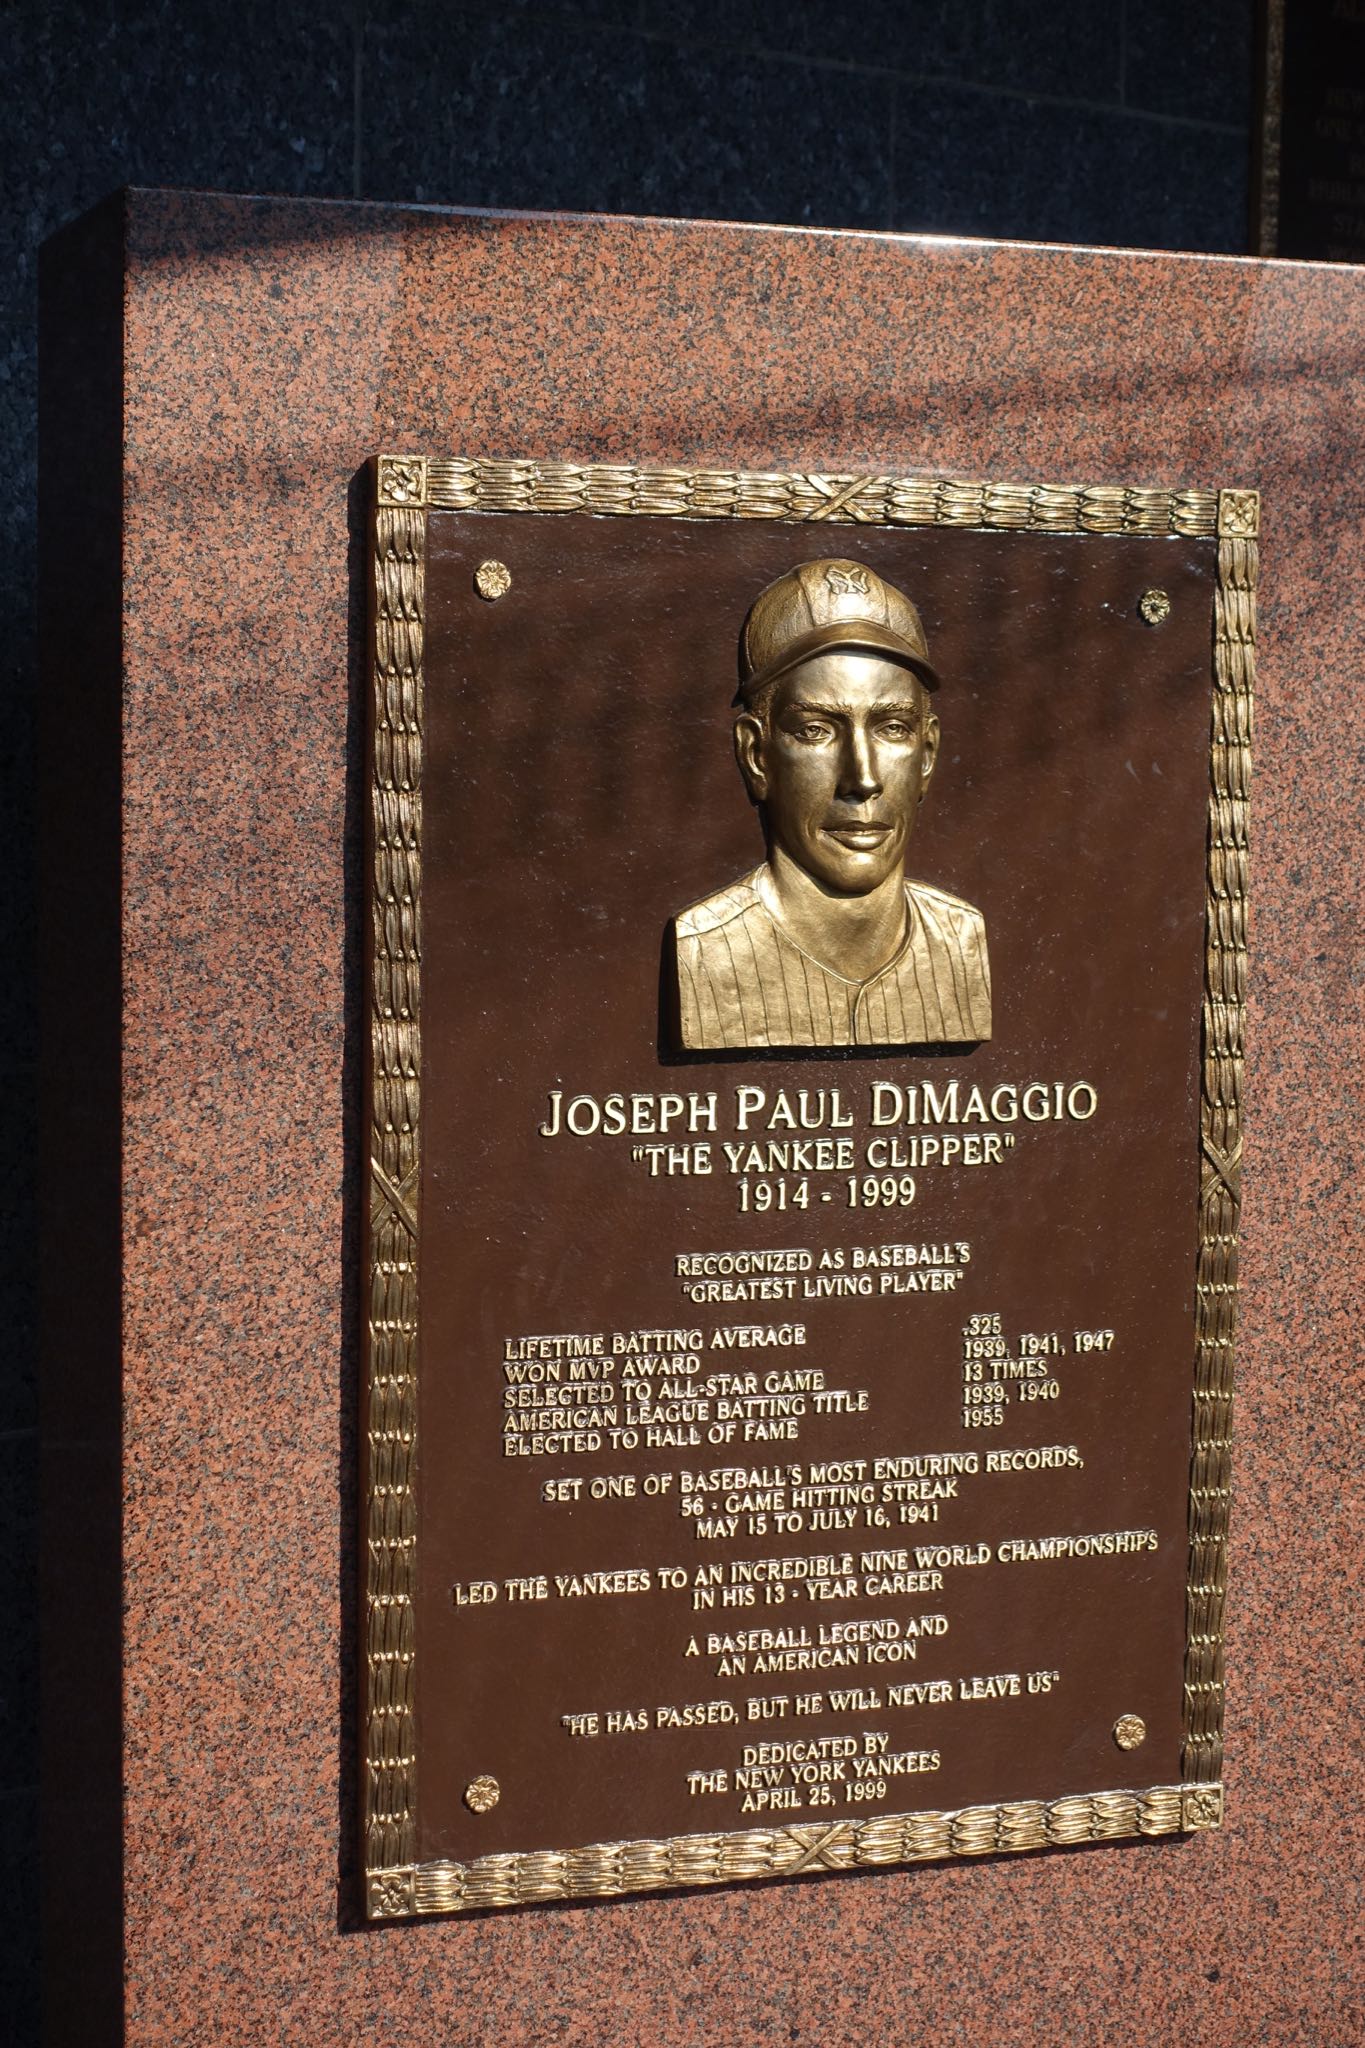 NY
JOSEPH PAUL DIMAGGIO
"THE YANKEE CLIPPER"
1914 - 1999
RECOGNIZED AS BASEBALL'S
"GREATEST LIVING PLAYER"
LIFETIME BATTING AVERAGE .325
WON MVP AWARD 1939, 1941, 1947
SELECTED TO ALL-STAR GAME 13 TIMES
AMERICAN LEAGUE BATTING TITLE 1939, 1940
ELECTED TO HALL OF FAME 1955
SET ONE OF BASEBALL'S MOST ENDURING RECORDS,
56 - GAME HITTING STREAK
MAY 15 TO JULY 16, 1941
LED THE YANKEES TO AN INCREDIBLE NINE WORLD CHAMPIONSHIPS
IN HIS 13 - YEAR CAREER
A BASEBALL LEGEND AND
AN AMERICAN ICON
"HE HAS PASSED, BUT HE WILL NEVER LEAVE US"
DEDICATED BY
THE NEW YORK YANKEES
APRIL 25, 1999